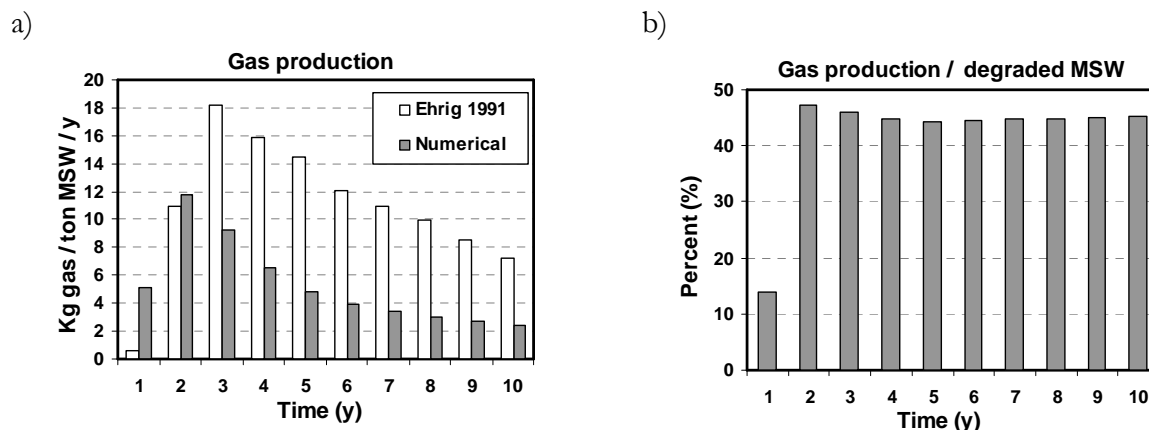 a)
Gas production
Kg gas / ton MSW / y
20
18
16
14
12
10
8
6
4
2
0
Ehrig 1991
Numerical
1 2 3 4 5 6 7 8 9 10
Time (y)
b)
Gas production / degraded MSW
Percent (%)
50
40
30
20
10
0
1 2 3 4 5 6 7 8 9 10
Time (y)